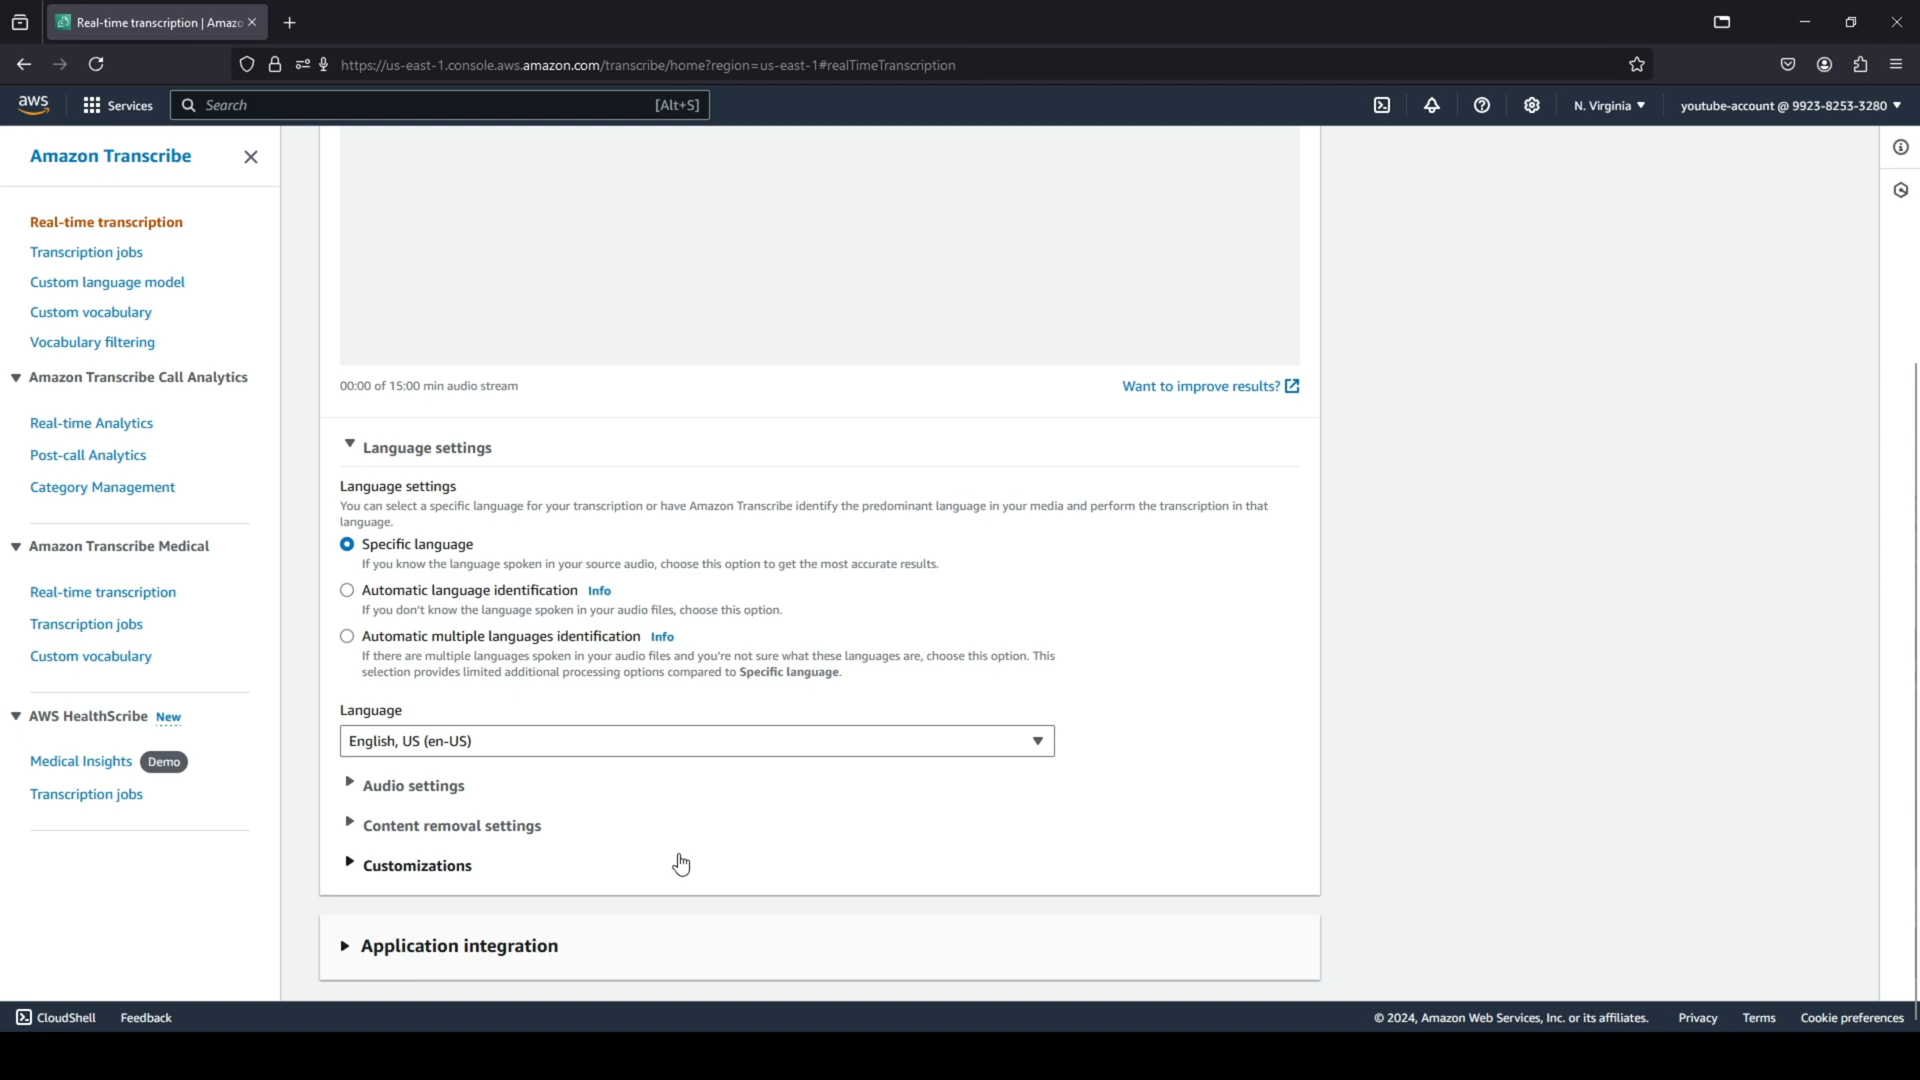 Real-time transcription | Amazo
https://us-east-1.console.aws.amazon.com/transcribe/home?region=us-east-1#realTimeTranscription
aws
Services
Search
[Alt+S]
N. Virginia
youtube-account @ 9923-8253-3280
Amazon Transcribe
Real-time transcription
Transcription jobs
Custom language model
Custom vocabulary
Vocabulary filtering
Amazon Transcribe Call Analytics
Real-time Analytics
Post-call Analytics
Category Management
Amazon Transcribe Medical
Real-time transcription
Transcription jobs
Custom vocabulary
AWS HealthScribe New
Medical Insights Demo
Transcription jobs
00:00 of 15:00 min audio stream
Want to improve results?
Language settings
Language settings
You can select a specific language for your transcription or have Amazon Transcribe identify the predominant language in your media and perform the transcription in that
language.
Specific language
If you know the language spoken in your source audio, choose this option to get the most accurate results.
Automatic language identification Info
If you don't know the language spoken in your audio files, choose this option.
Automatic multiple languages identification Info
If there are multiple languages spoken in your audio files and you're not sure what these languages are, choose this option. This
selection provides limited additional processing options compared to Specific language.
Language
English, US (en-US)
Audio settings
Content removal settings
Customizations
Application integration
CloudShell
Feedback
© 2024, Amazon Web Services, Inc. or its affiliates.
Privacy
Terms
Cookie preferences